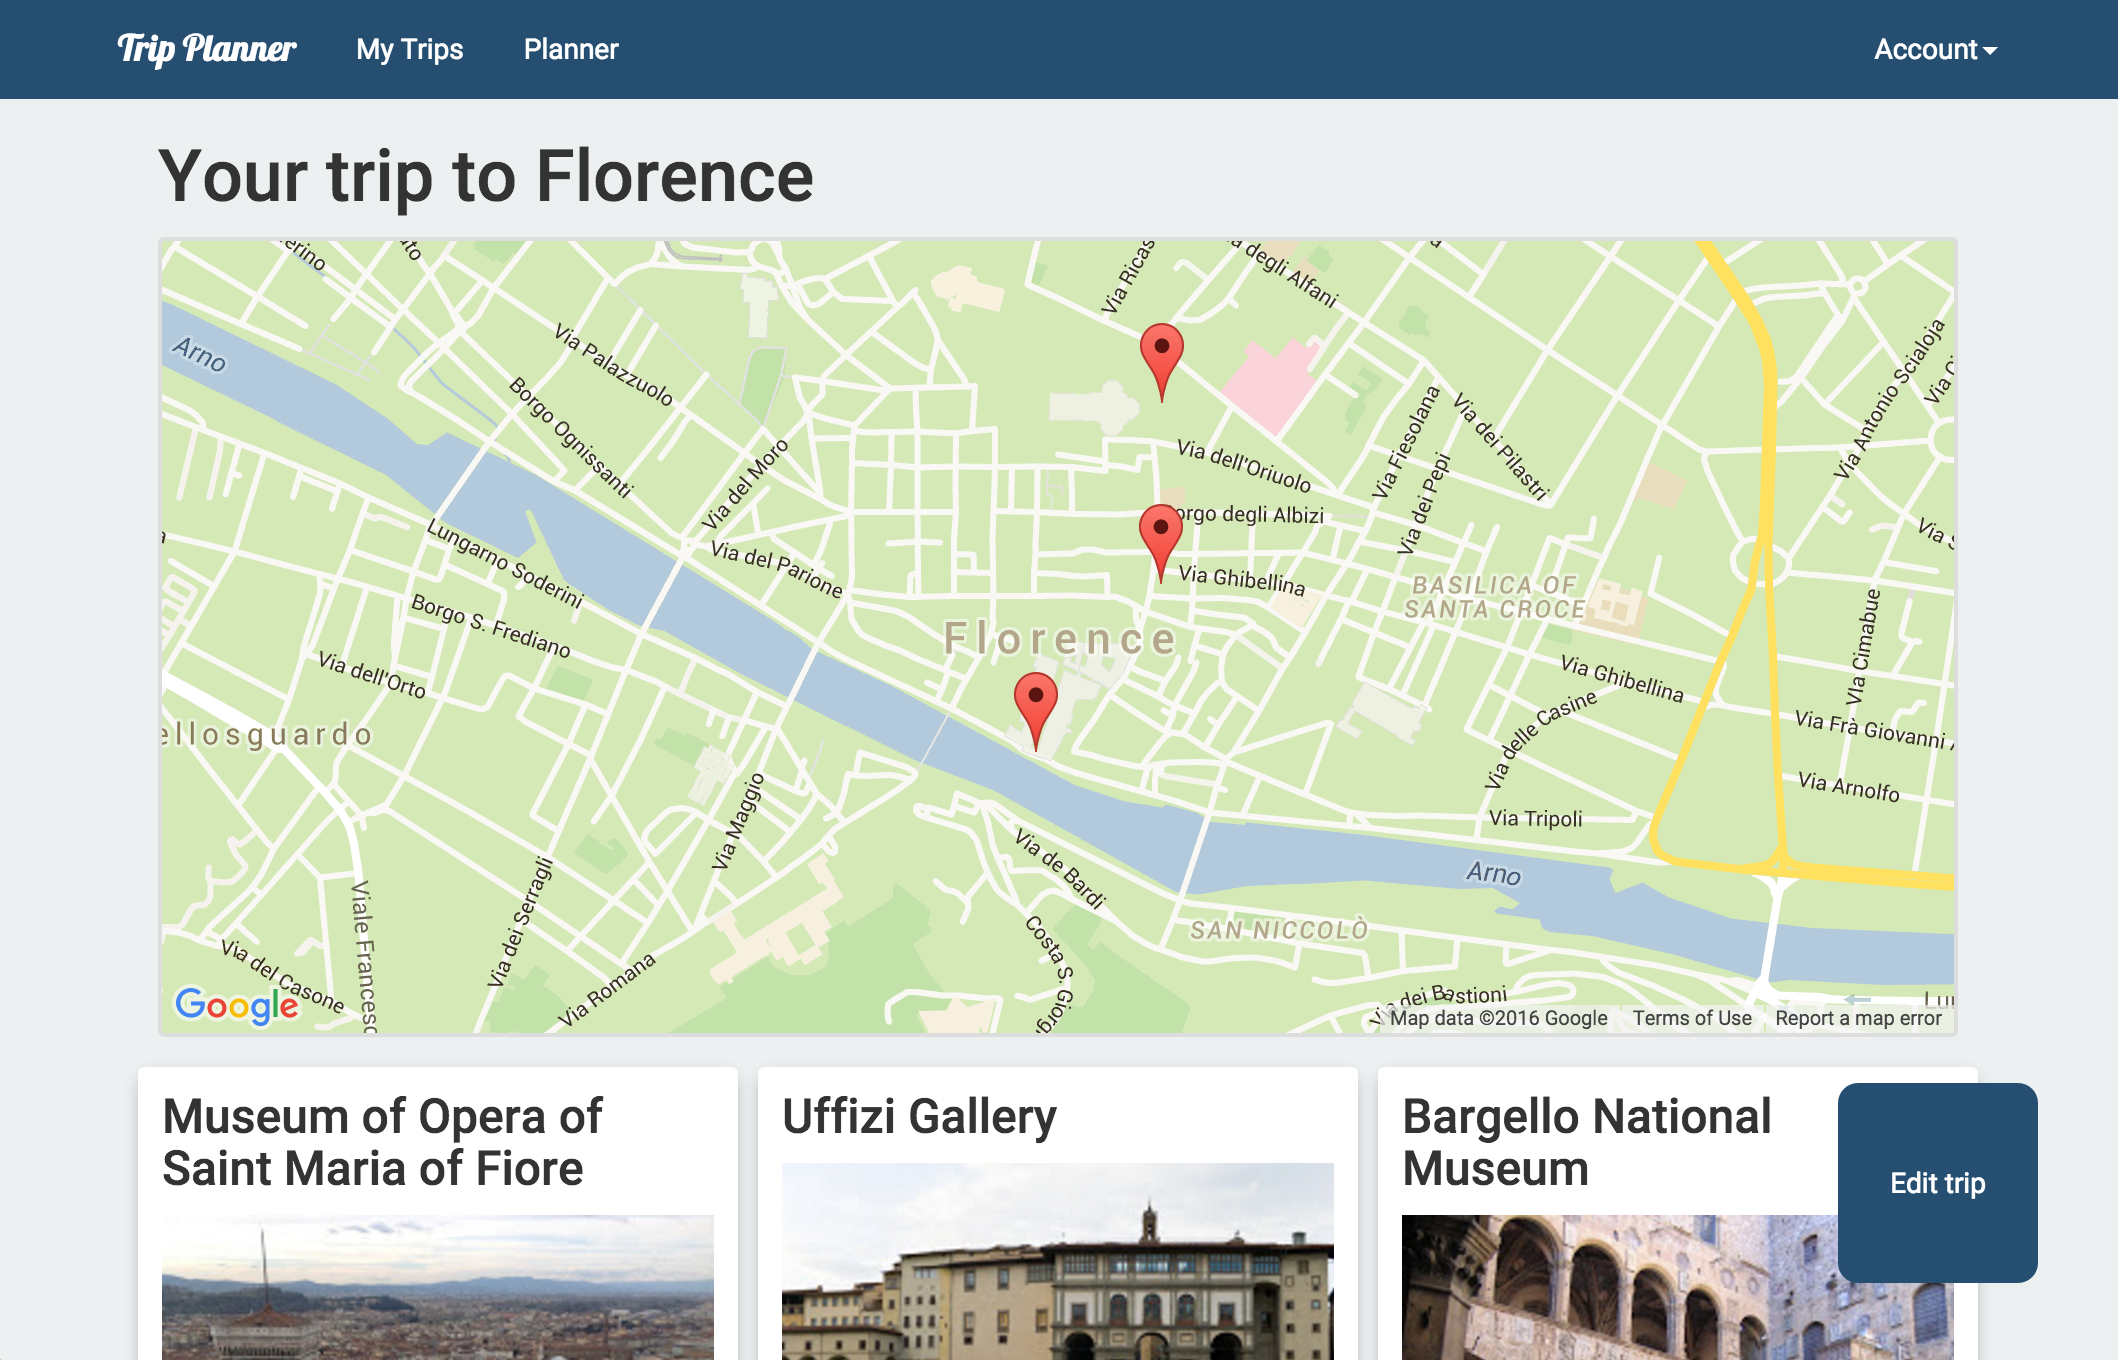 Trip Planner
My Trips
Planner
Account
Your trip to Florence
Via Ricas
degli Alfani
Arno
Via Palazzuolo
Borgo Ognissanti
Via del Moro
Via dell'Oriuolo
Via Fiesolana
Via dei Pilastri
Via dei Pepi
Via Antonio Scialoja
orgo degli Albizi
Via Ghibellina
BASILICA OF
SANTA CROCE
Lungarno Soderini
Via del Parione
Borgo S. Frediano
Via dell'Orto
Florence
Via Ghibellina
VIa Cimabue
Via delle Casine
Via Frà Giovanni
Via Arnolfo
ellosguardo
Via Maggio
Via Tripoli
Via de Bardi
Arno
SAN NICCOLÒ
Via dei Serragli
Viale Francesc
Via del Casone
Via Romana
Costa S. Giorg
Via dei Bastioni
Google
Map data ©2016 Google
Terms of Use
Report a map error
Museum of Opera of
Saint Maria of Fiore
Uffizi Gallery
Bargello National
Museum
Edit trip